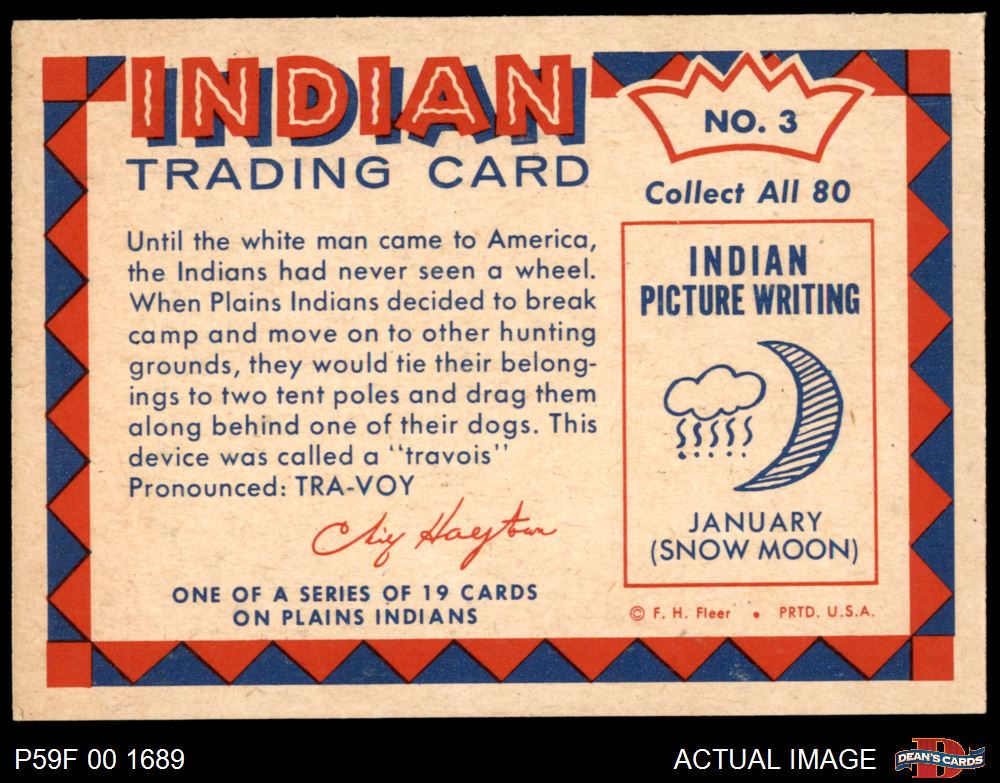 INDIAN
TRADING CARD
NO. 3
Collect All 80
Until the white man came to America,
the Indians had never seen a wheel.
When Plains Indians decided to break
camp and move on to other hunting
grounds, they would tie their belong-
ings to two tent poles and drag them
along behind one of their dogs. This
device was called a "travois"
Pronounced: TRA-VOY
ONE OF A SERIES OF 19 CARDS
ON PLAINS INDIANS
INDIAN
PICTURE WRITING
JANUARY
(SNOW MOON)
© F. H. Fleer • PRTD. U.S.A.
P59F 00 1689
ACTUAL IMAGE
DEAN'S CARDS